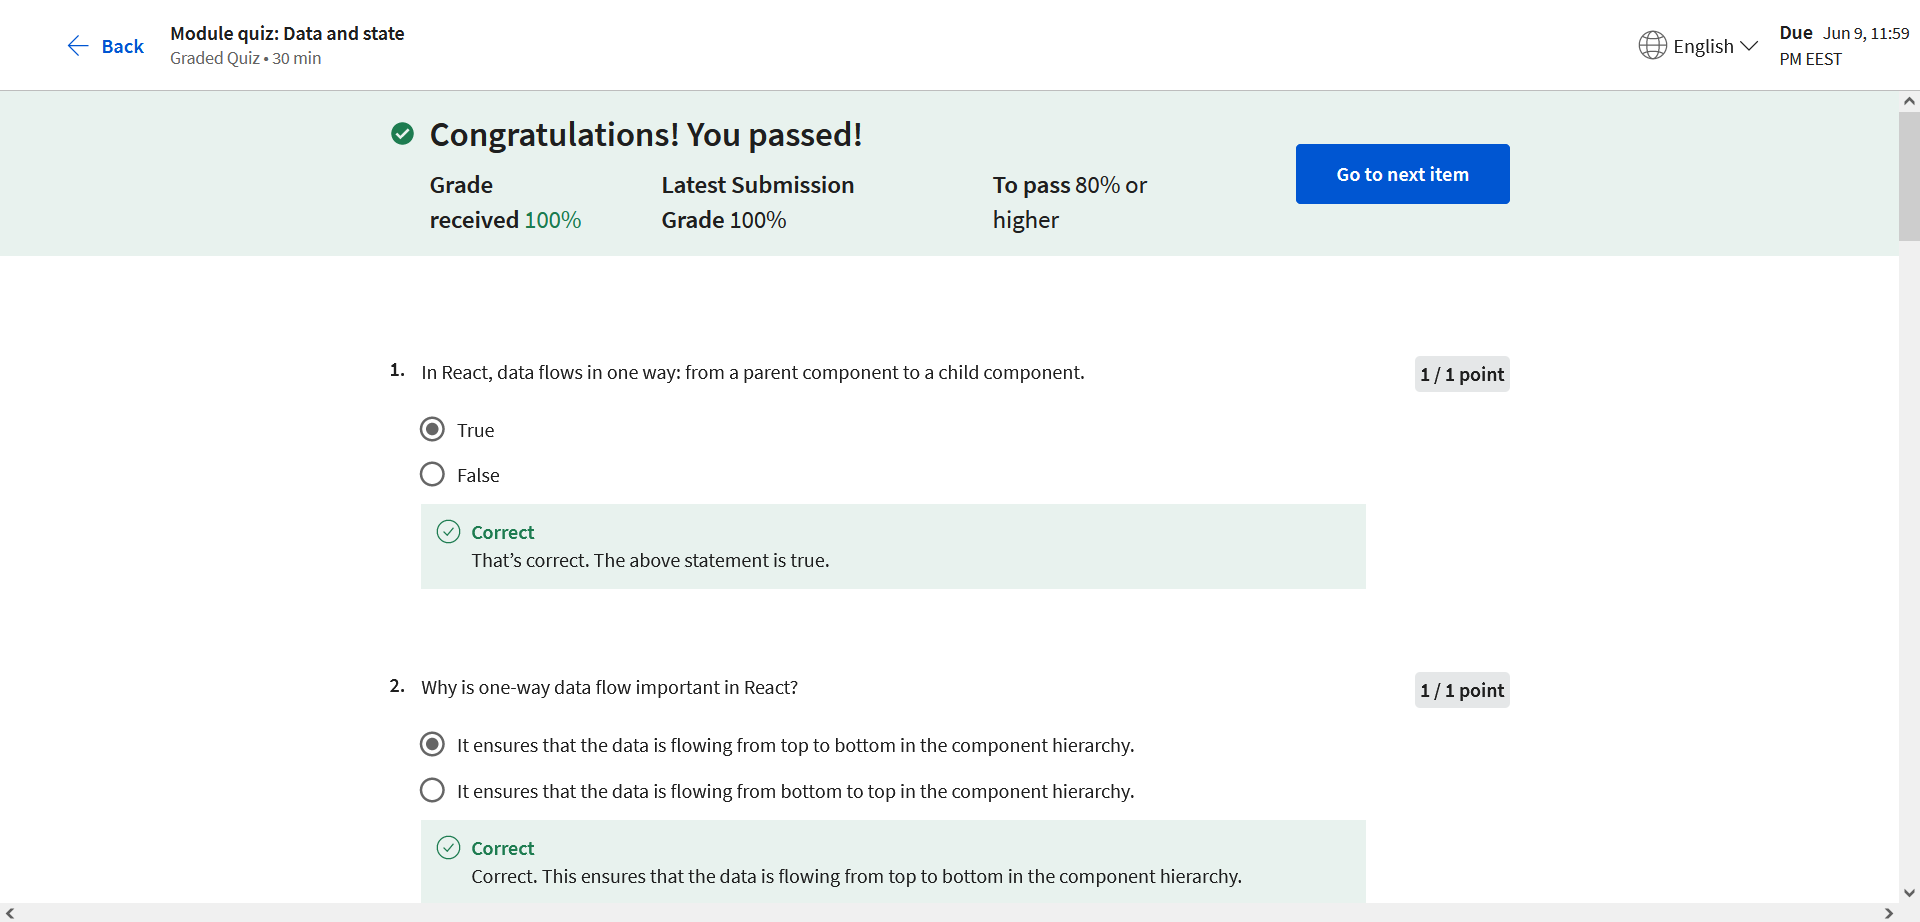 Back
Module quiz: Data and state
Graded Quiz • 30 min
English
Due Jun 9, 11:59
PM EEST
Congratulations! You passed!
Grade
received 100%
Latest Submission
Grade 100%
To pass 80% or
higher
Go to next item
1. In React, data flows in one way: from a parent component to a child component.
1 / 1 point
True
False
Correct
That’s correct. The above statement is true.
2. Why is one-way data flow important in React?
1 / 1 point
It ensures that the data is flowing from top to bottom in the component hierarchy.
It ensures that the data is flowing from bottom to top in the component hierarchy.
Correct
Correct. This ensures that the data is flowing from top to bottom in the component hierarchy.